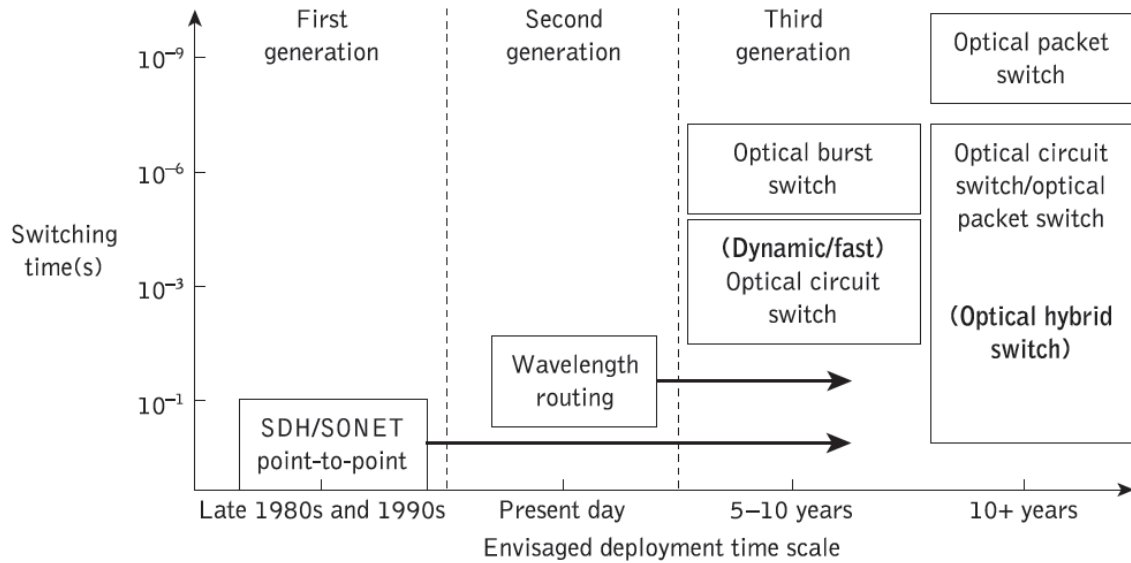 First
generation
Second
generation
Third
generation
10⁻⁹
10⁻⁶
10⁻³
10⁻¹
Switching
time(s)
Optical packet
switch
Optical burst
switch
Optical circuit
switch/optical
packet switch
(Optical hybrid
switch)
(Dynamic/fast)
Optical circuit
switch
Wavelength
routing
SDH/SONET
point-to-point
Late 1980s and 1990s
Present day
5–10 years
10+ years
Envisaged deployment time scale